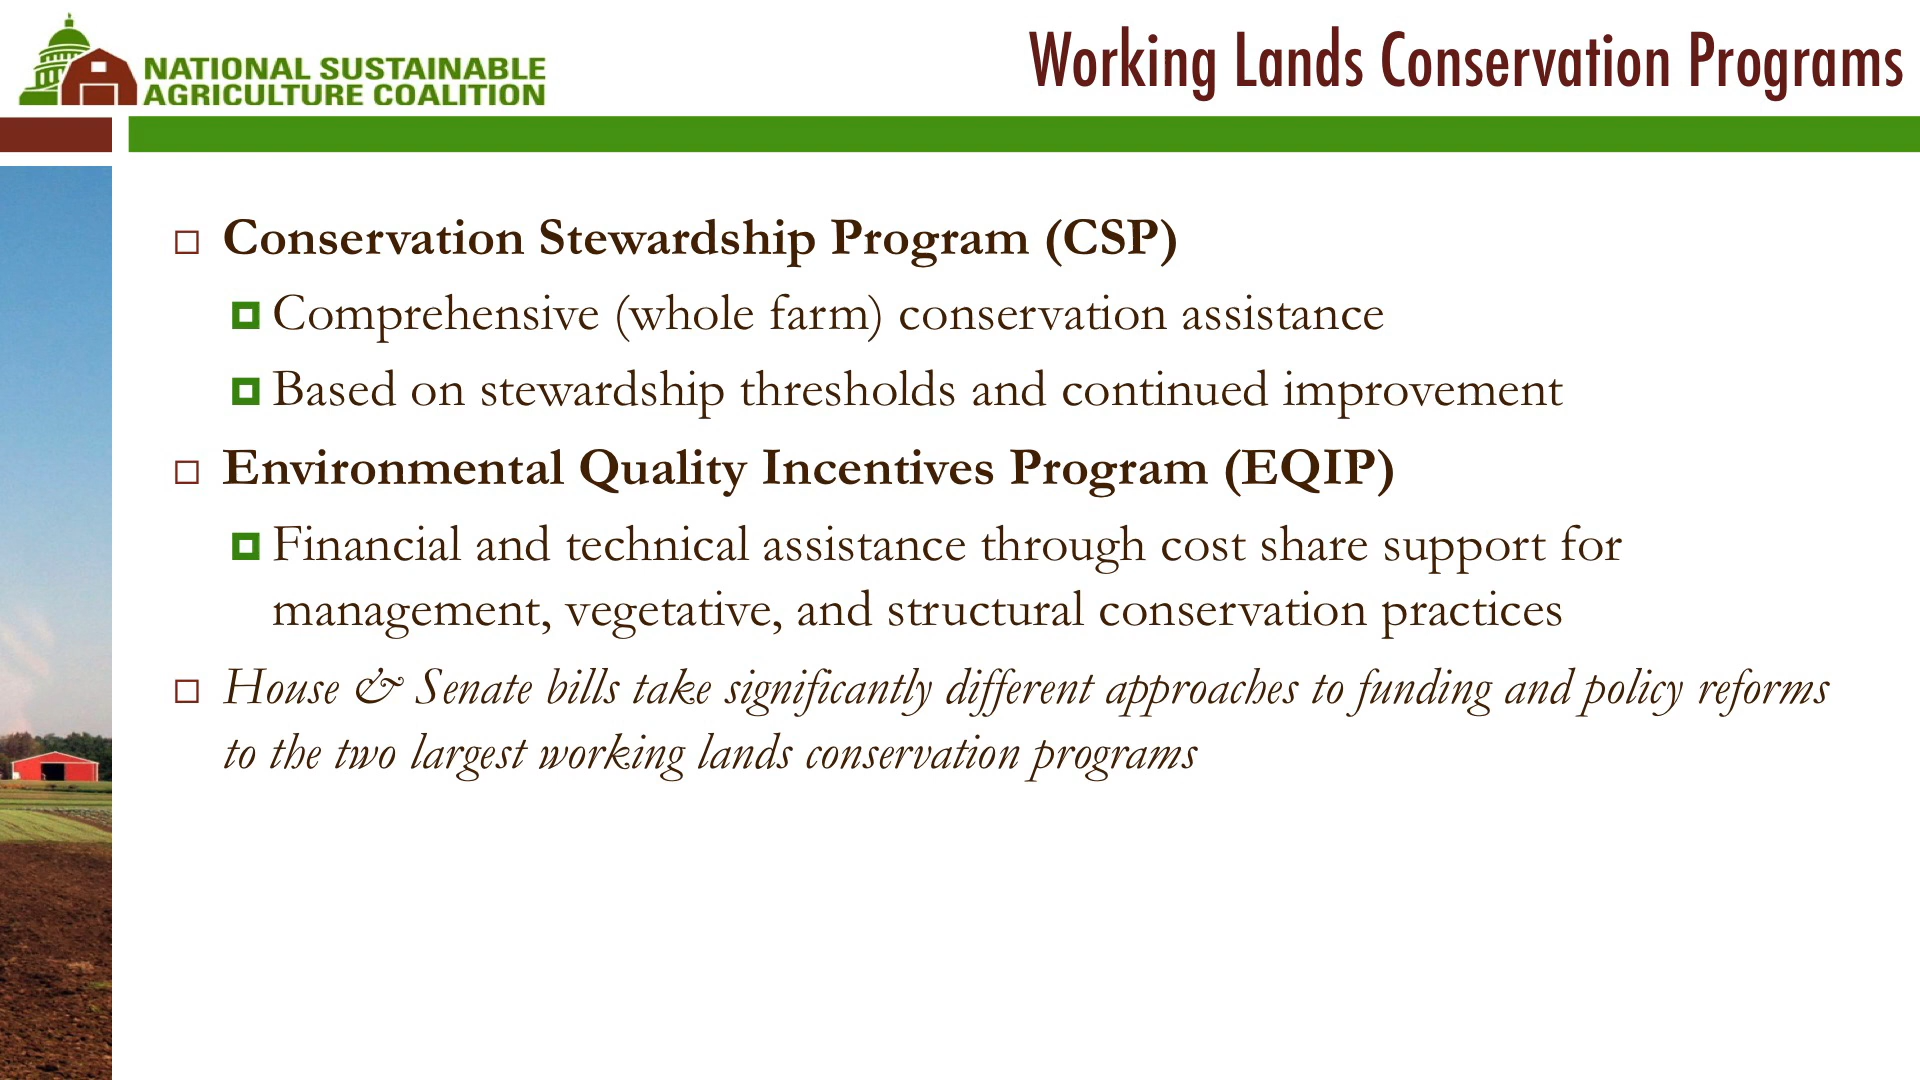 NATIONAL SUSTAINABLE
AGRICULTURE COALITION
Working Lands Conservation Programs
Conservation Stewardship Program (CSP)
Comprehensive (whole farm) conservation assistance
Based on stewardship thresholds and continued improvement
Environmental Quality Incentives Program (EQIP)
Financial and technical assistance through cost share support for
management, vegetative, and structural conservation practices
House & Senate bills take significantly different approaches to funding and policy reforms
to the two largest working lands conservation programs